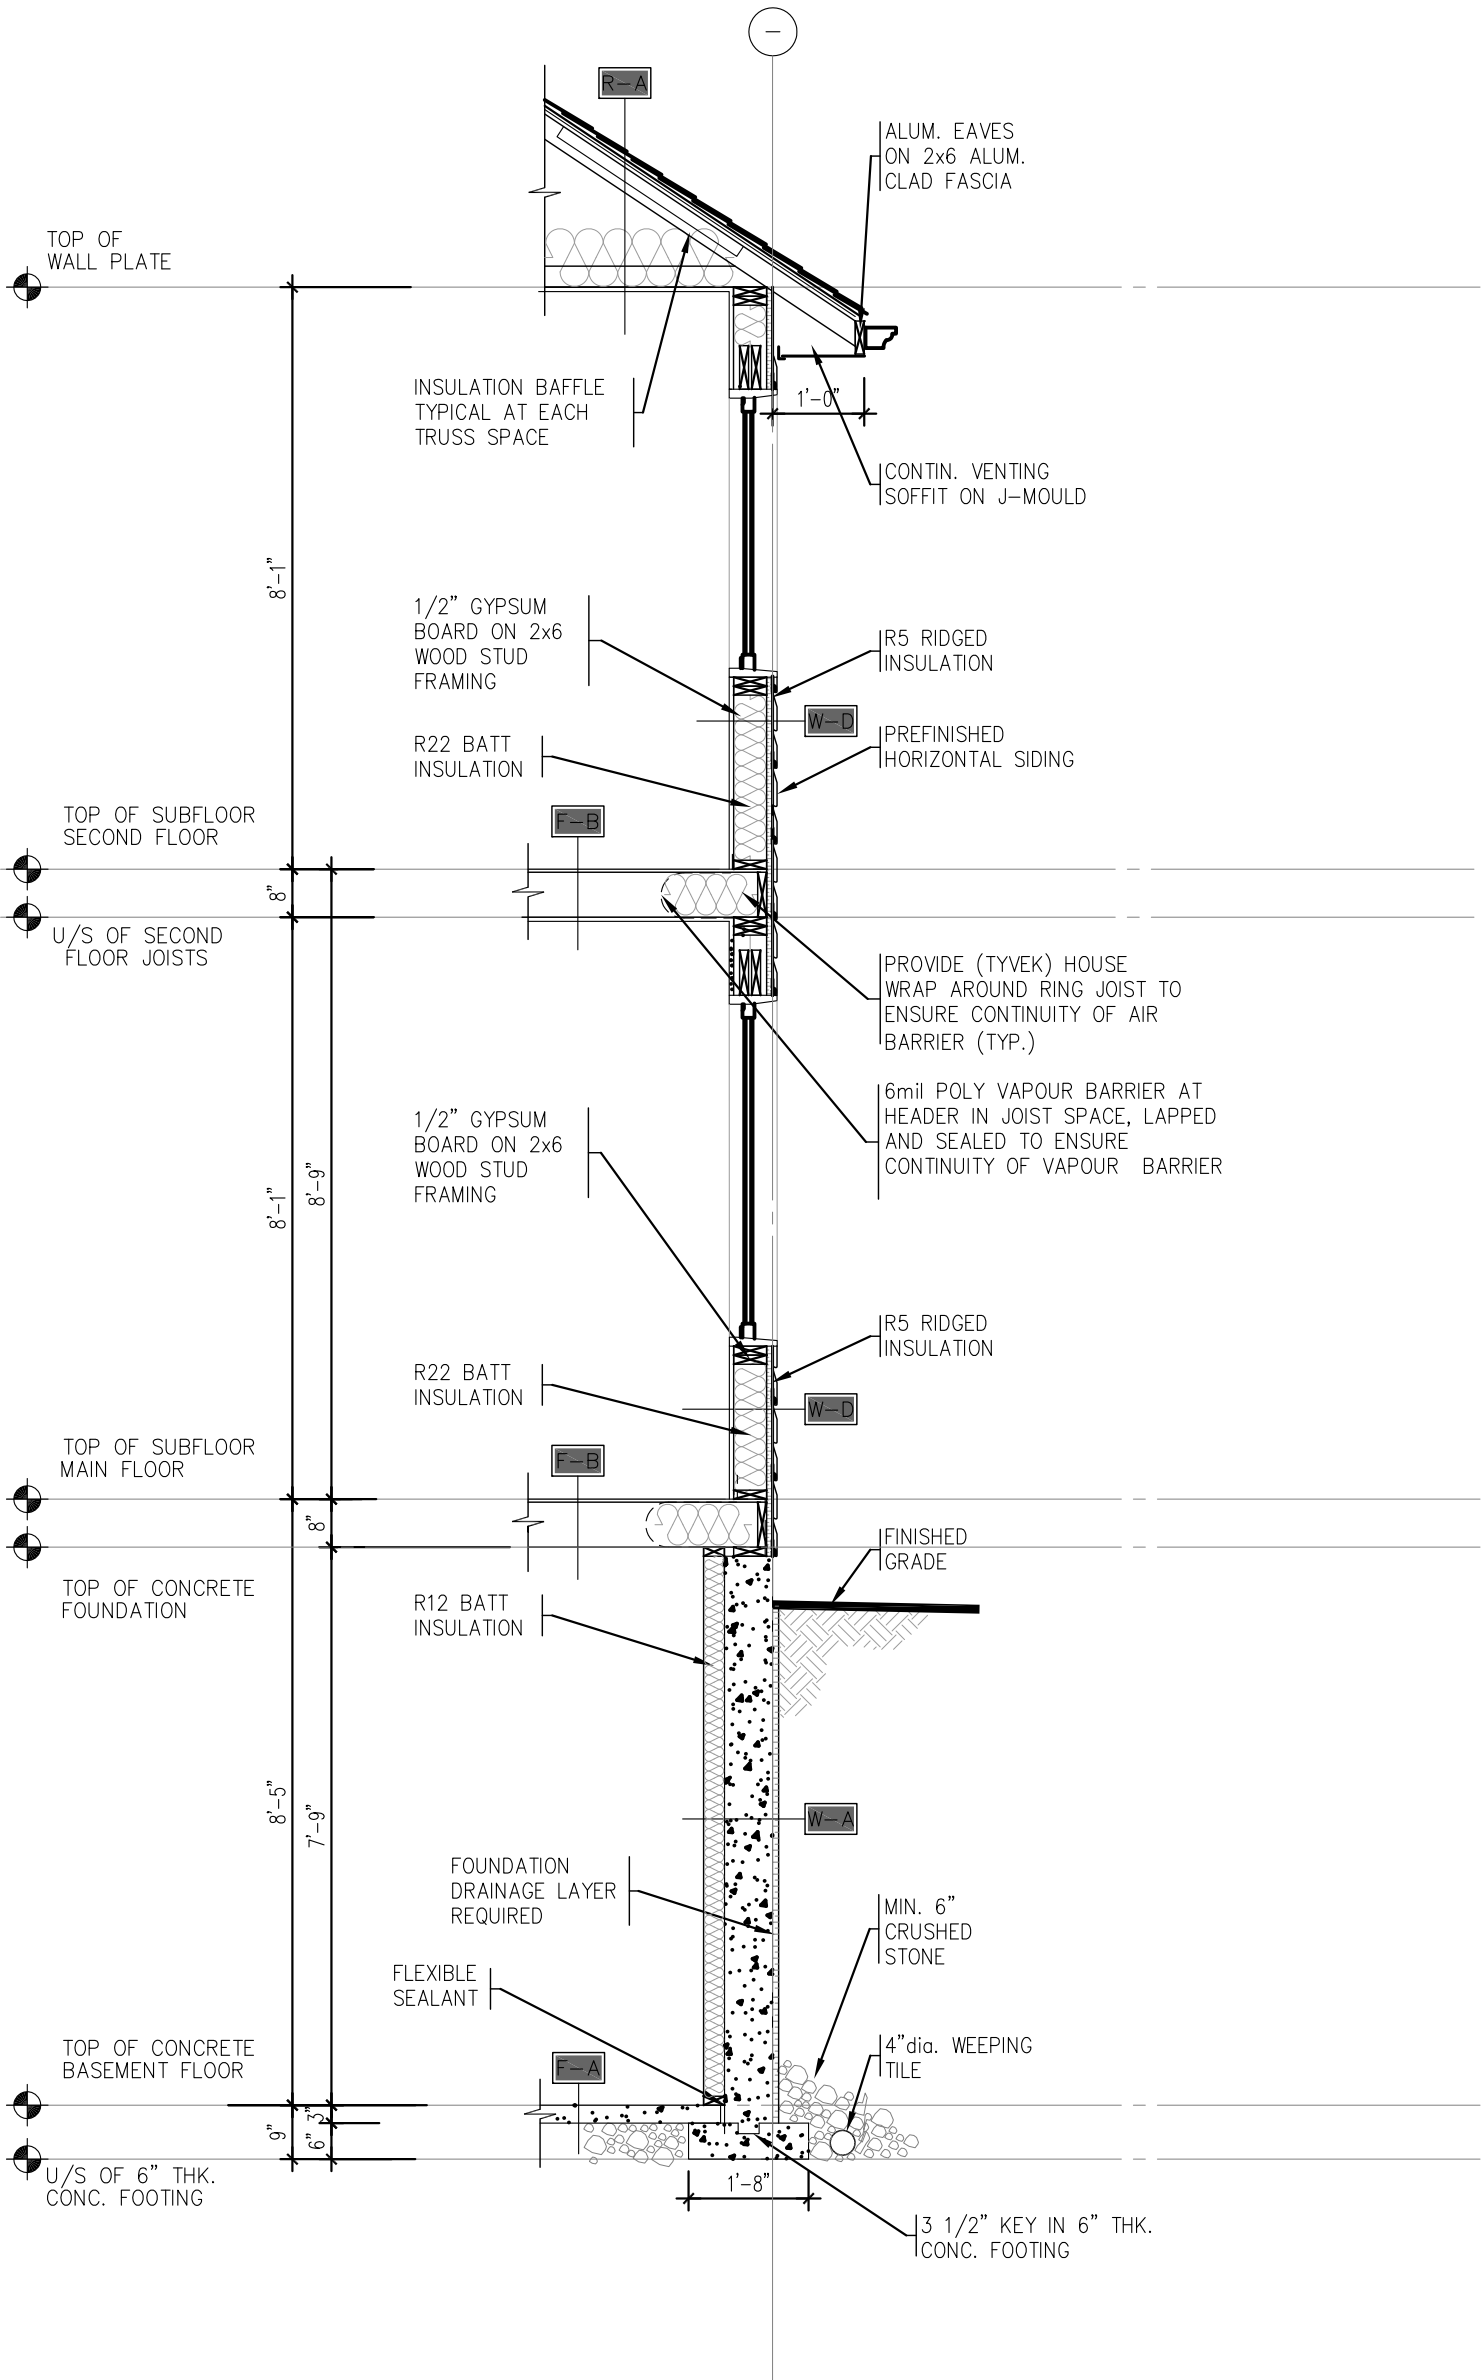 —
R-A
ALUM. EAVES
ON 2x6 ALUM.
CLAD FASCIA
TOP OF
WALL PLATE
INSULATION BAFFLE
TYPICAL AT EACH
TRUSS SPACE
1'-0"
CONTIN. VENTING
SOFFIT ON J-MOULD
8'-1"
1/2" GYPSUM
BOARD ON 2x6
WOOD STUD
FRAMING
R5 RIDGED
INSULATION
W-D
PREFINISHED
HORIZONTAL SIDING
R22 BATT
INSULATION
TOP OF SUBFLOOR
SECOND FLOOR
F-B
8"
U/S OF SECOND
FLOOR JOISTS
PROVIDE (TYVEK) HOUSE
WRAP AROUND RING JOIST TO
ENSURE CONTINUITY OF AIR
BARRIER (TYP.)
6mil POLY VAPOUR BARRIER AT
HEADER IN JOIST SPACE, LAPPED
AND SEALED TO ENSURE
CONTINUITY OF VAPOUR BARRIER
1/2" GYPSUM
BOARD ON 2x6
WOOD STUD
FRAMING
8'-1"
8'-9"
R5 RIDGED
INSULATION
R22 BATT
INSULATION
W-D
TOP OF SUBFLOOR
MAIN FLOOR
F-B
8"
FINISHED
GRADE
TOP OF CONCRETE
FOUNDATION
R12 BATT
INSULATION
8'-5"
7'-9"
W-A
FOUNDATION
DRAINAGE LAYER
REQUIRED
MIN. 6"
CRUSHED
STONE
FLEXIBLE
SEALANT
4"dia. WEEPING
TILE
TOP OF CONCRETE
BASEMENT FLOOR
F-A
9"
3"
6"
U/S OF 6" THK.
CONC. FOOTING
1'-8"
3 1/2" KEY IN 6" THK.
CONC. FOOTING